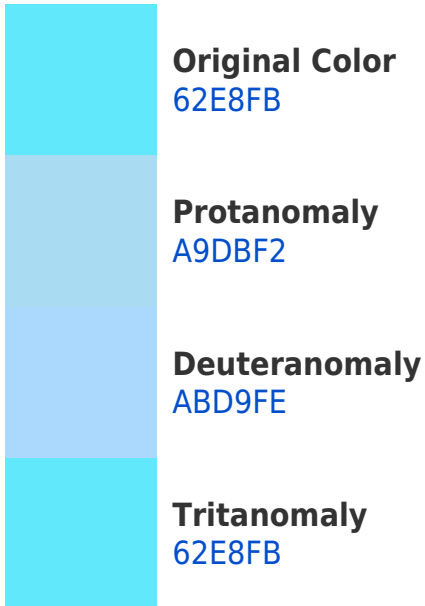 Original Color
62E8FB
Protanomaly
A9DBF2
Deuteranomaly
ABD9FE
Tritanomaly
62E8FB